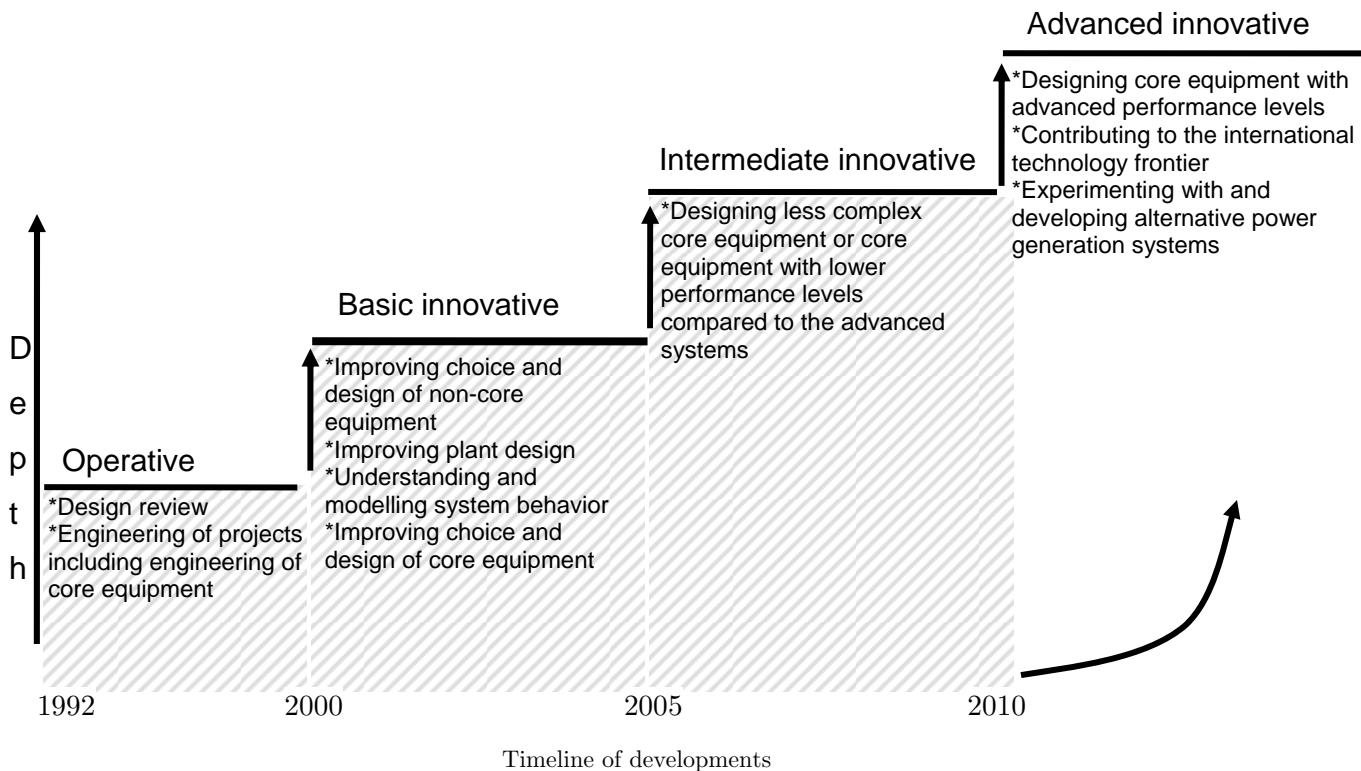 Advanced innovative
*Designing core equipment with
advanced performance levels
*Contributing to the international
technology frontier
*Experimenting with and
developing alternative power
generation systems
Intermediate innovative
*Designing less complex
core equipment or core
equipment with lower
performance levels
compared to the advanced
systems
Basic innovative
*Improving choice and
design of non-core
equipment
*Improving plant design
*Understanding and
modelling system behavior
*Improving choice and
design of core equipment
Operative
*Design review
*Engineering of projects
including engineering of
core equipment
D
e
p
t
h
1992 2000 2005 2010
Timeline of developments